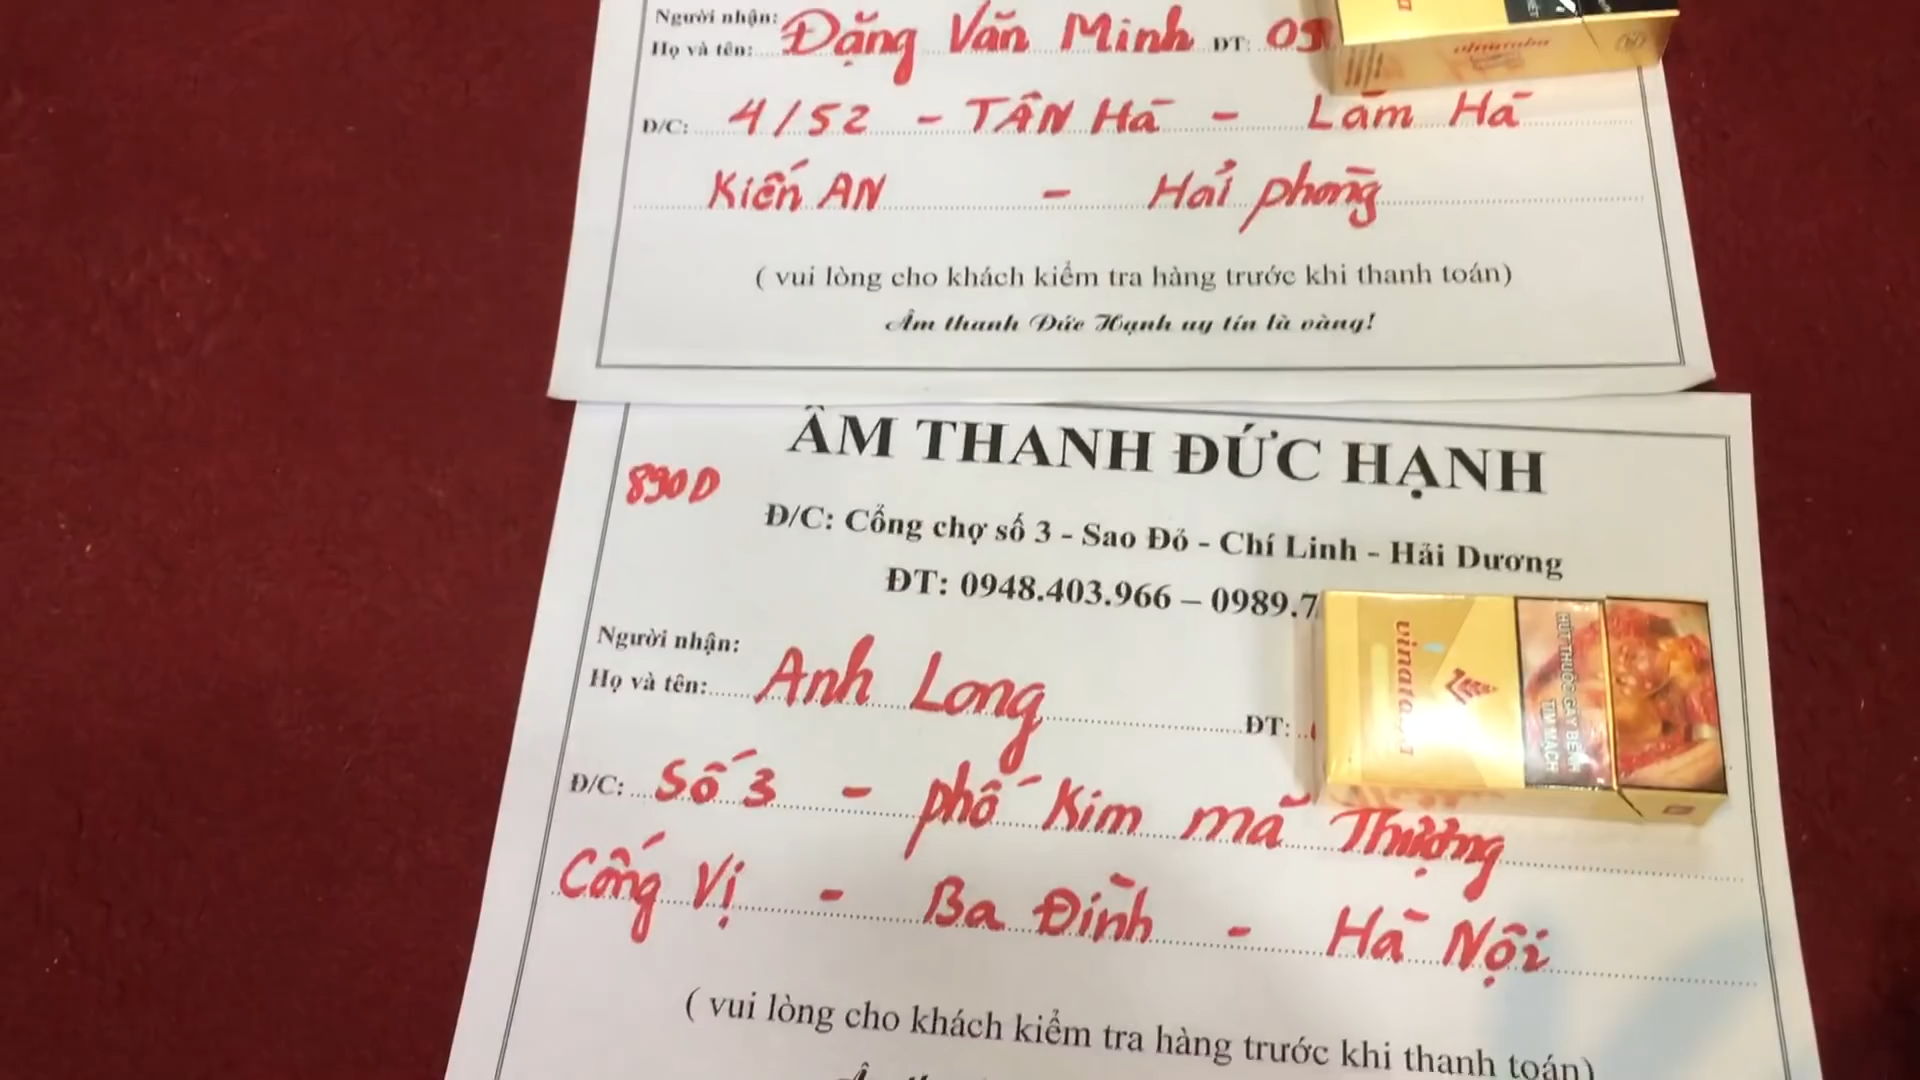 Người nhận:
Họ và tên: Đặng Văn Minh ĐT: 09
Đ/C: 4/52 - TÂN Hà - Lãm Hà
Kiến AN - Hải phòng
( vui lòng cho khách kiểm tra hàng trước khi thanh toán)
Âm thanh Đức Hạnh uy tín là vàng!
ÂM THANH ĐỨC HẠNH
890D
Đ/C: Cổng chợ số 3 - Sao Đỏ - Chí Linh - Hải Dương
ĐT: 0948.403.966 – 0989.7
Người nhận:
Họ và tên: Anh Long ĐT:
Đ/C: Số 3 - phố Kim mã Thượng
Cống Vị - Ba Đình - Hà Nội
( vui lòng cho khách kiểm tra hàng trước khi thanh toán)
vinataba
HÚT THUỐC GÂY BỆNH
TIM MẠCH
vinataba